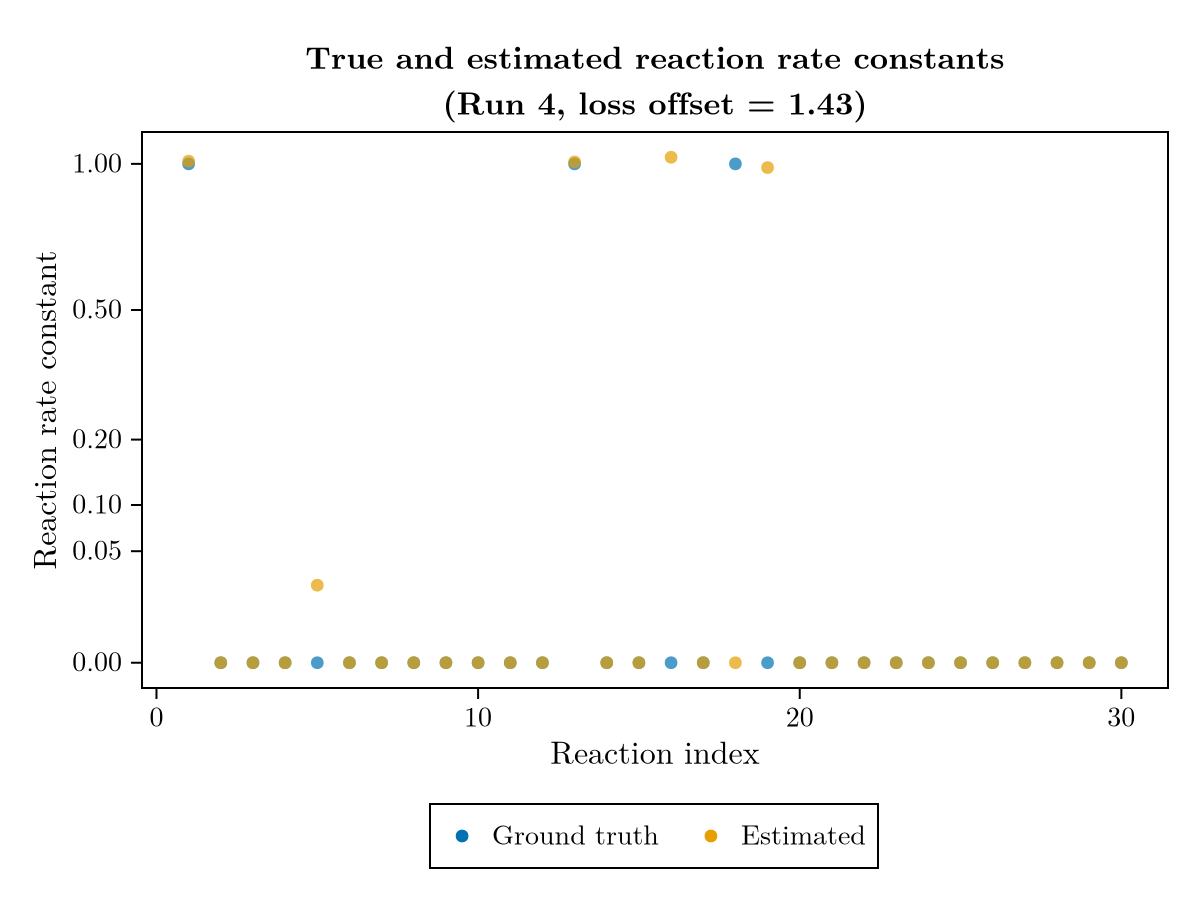 True and estimated reaction rate constants
(Run 4, loss offset = 1.43)
Reaction rate constant
1.00
0.50
0.20
0.10
0.05
0.00
0 10 20 30
Reaction index
Ground truth Estimated